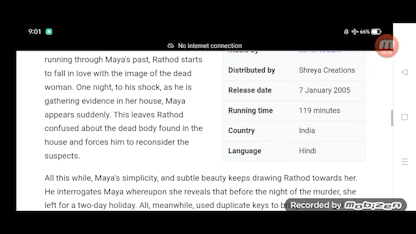 9:01
66%
No internet connection
running through Maya's past, Rathod starts
to fall in love with the image of the dead
woman. One night, to his shock, as he is
gathering evidence in her house, Maya
appears suddenly. This leaves Rathod
confused about the dead body found in the
house and forces him to reconsider the
suspects.
Distributed by Shreya Creations
Release date 7 January 2005
Running time 119 minutes
Country India
Language Hindi
All this while, Maya's simplicity, and subtle beauty keeps drawing Rathod towards her.
He interrogates Maya whereupon she reveals that before the night of the murder, she
left for a two-day holiday. Ali, meanwhile, used duplicate keys to
Recorded by Mobizen